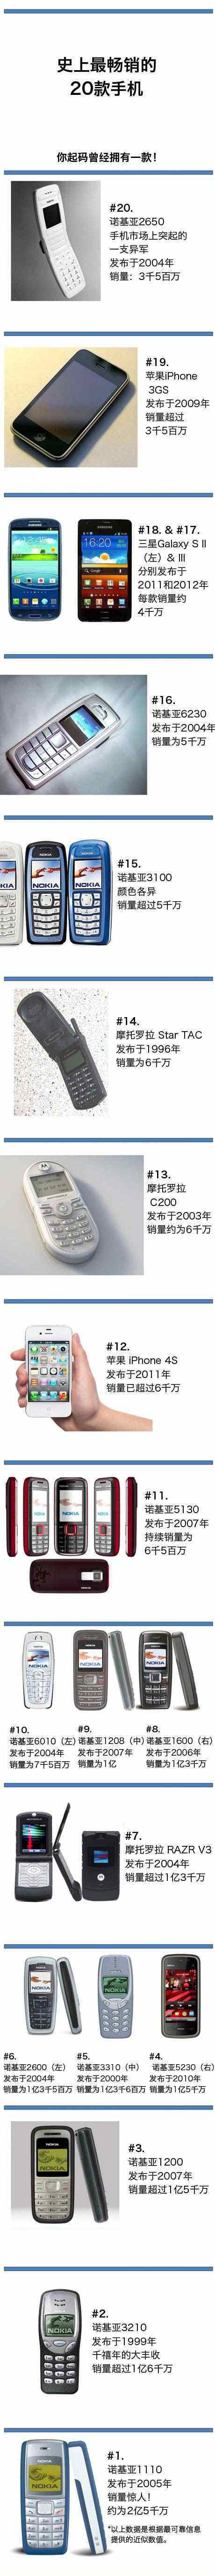 史上最畅销的
20款手机
你起码曾经拥有一款！
#20.
诺基亚2650
手机市场上突起的
一支异军
发布于2004年
销量：3千5百万
#19.
苹果iPhone
3GS
发布于2009年
销量超过
3千5百万
#18. & #17.
三星Galaxy S II
（左）& III
分别发布于
2011和2012年
每款销量约
4千万
#16.
诺基亚6230
发布于2004年
销量为5千万
#15.
诺基亚3100
颜色各异
销量超过5千万
#14.
摩托罗拉 Star TAC
发布于1996年
销量为6千万
#13.
摩托罗拉
C200
发布于2003年
销量约为6千万
#12.
苹果 iPhone 4S
发布于2011年
销量已超过6千万
#11.
诺基亚5130
发布于2007年
持续销量为
6千5百万
#10.
诺基亚6010（左）
发布于2004年
销量为7千5百万
#9.
诺基亚1208（中）
发布于2007年
销量为1亿
#8.
诺基亚1600（右）
发布于2006年
销量为1亿3千万
#7.
摩托罗拉 RAZR V3
发布于2004年
销量超过1亿3千万
#6.
诺基亚2600（左）
发布于2004年
销量为1亿3千5百万
#5.
诺基亚3310（中）
发布于2000年
销量为1亿3千6百万
#4.
诺基亚5230（右）
发布于2010年
销量为1亿5千万
#3.
诺基亚1200
发布于2007年
销量超过1亿5千万
#2.
诺基亚3210
发布于1999年
千禧年的大丰收
销量超过1亿6千万
#1.
诺基亚1110
发布于2005年
销量惊人！
约为2亿5千万
*以上数据是根据最可靠信息
提供的近似数值。